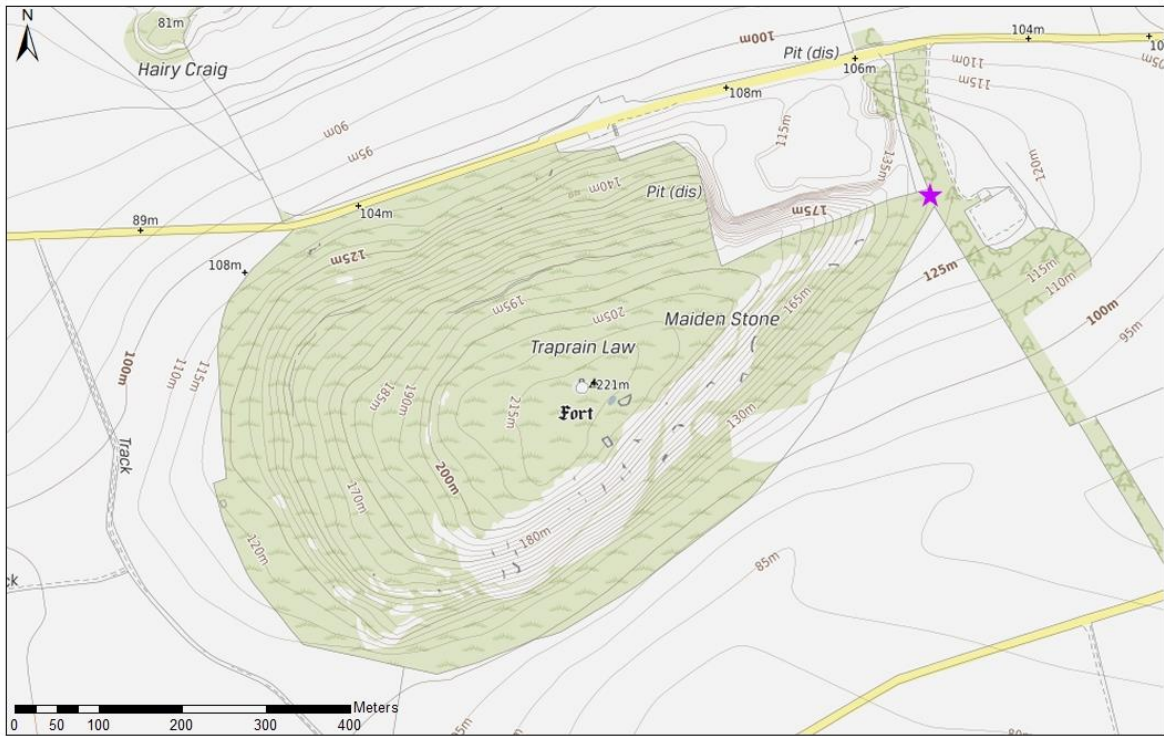 N
81m
Hairy Craig
100m
Pit (dis)
106m
104m
105m
110m
115m
108m
90m
95m
115m
135m
120m
140m
Pit (dis)
175m
89m
104m
108m
125m
125m
115m
110m
100m
95m
195m
205m
165m
Maiden Stone
Traprain Law
100m
110m
115m
185m
190m
221m
215m
Fort
130m
Track
200m
170m
180m
120m
85m
ck
Meters
0 50 100 200 300 400